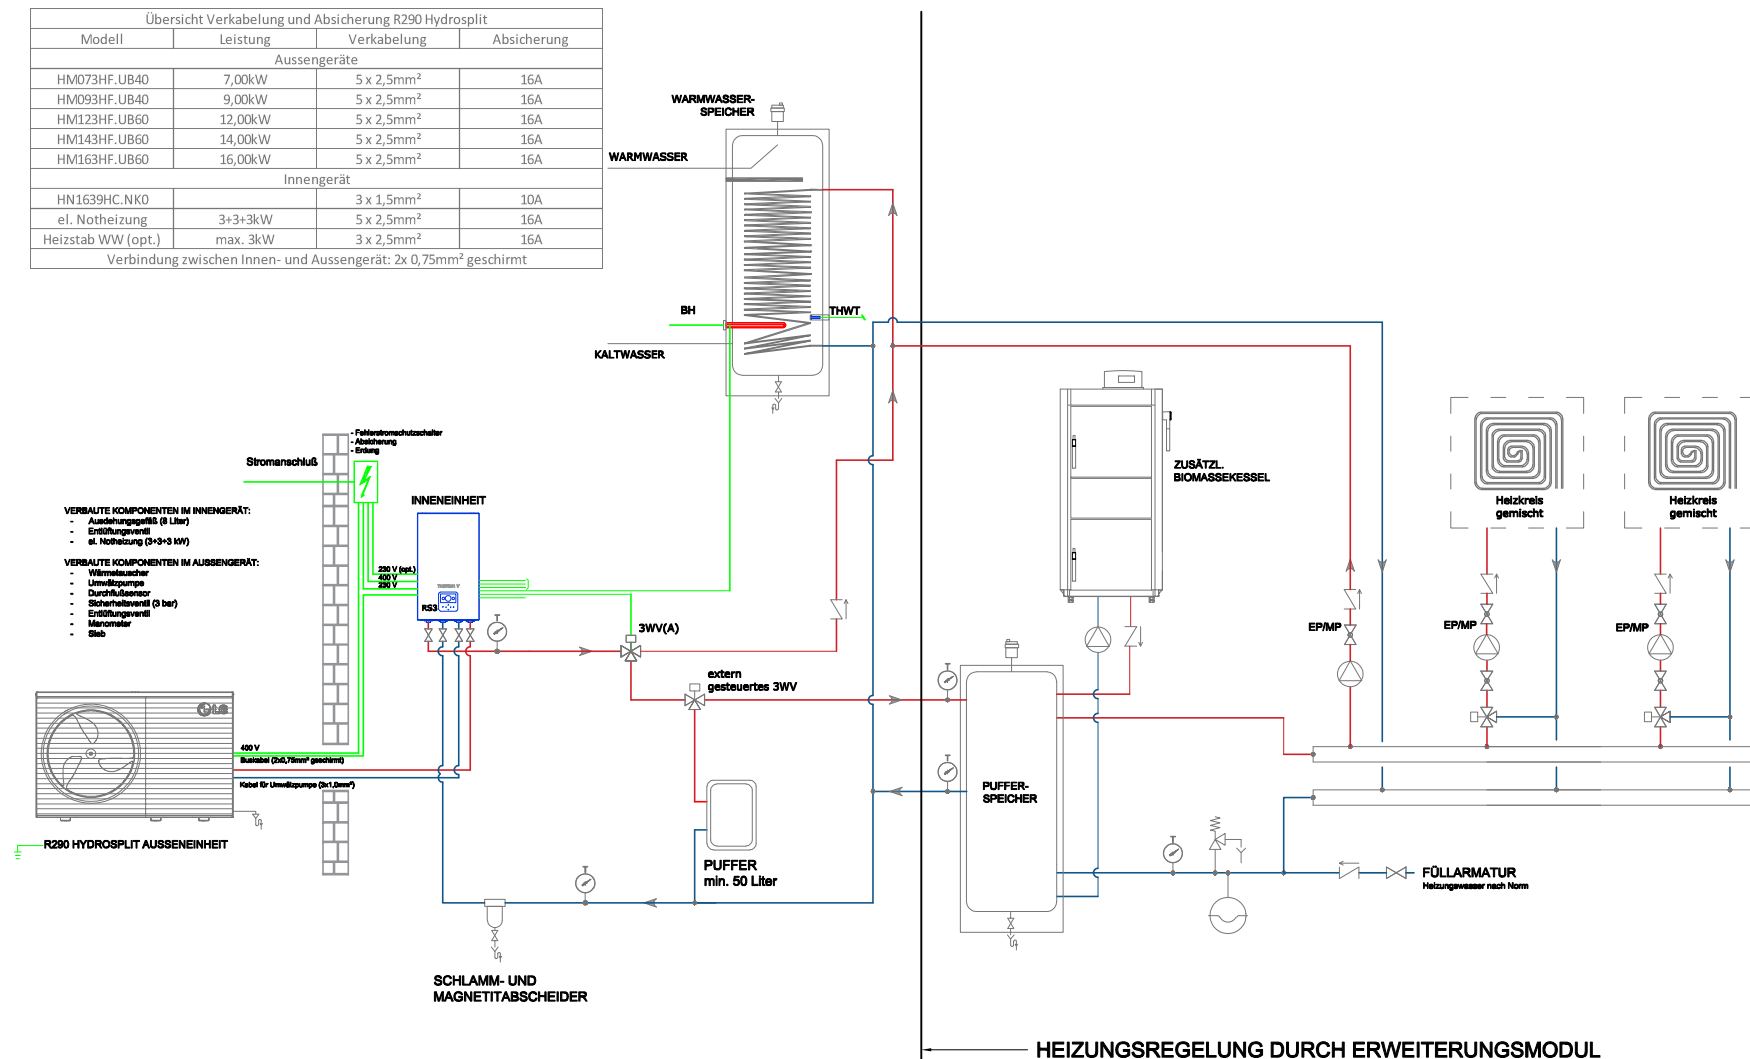 Übersicht Verkabelung und Absicherung R290 Hydrosplit
Modell Leistung Verkabelung Absicherung
Aussengeräte
HM073HF.UB40 7,00kW 5 x 2,5mm² 16A
HM093HF.UB40 9,00kW 5 x 2,5mm² 16A
HM123HF.UB60 12,00kW 5 x 2,5mm² 16A
HM143HF.UB60 14,00kW 5 x 2,5mm² 16A
HM163HF.UB60 16,00kW 5 x 2,5mm² 16A
Innengerät
HN1639HC.NK0 3 x 1,5mm² 10A
el. Notheizung 3+3+3kW 5 x 2,5mm² 16A
Heizstab WW (opt.) max. 3kW 3 x 2,5mm² 16A
Verbindung zwischen Innen- und Aussengerät: 2x 0,75mm² geschirmt
WARMWASSER-
SPEICHER
WARMWASSER
BH
THWT
KALTWASSER
- Fehlerstromschutzschalter
- Absicherung
- Erdung
Stromanschluß
INNENEINHEIT
VERBAUTE KOMPONENTEN IM INNENGERÄT:
- Ausdehungsgefäß (8 Liter)
- Entlüftungsventil
- el. Notheizung (3+3+3 kW)
VERBAUTE KOMPONENTEN IM AUSSENGERÄT:
- Wärmetauscher
- Umwälzpumpe
- Durchflußsensor
- Sicherheitsventil (3 bar)
- Entlüftungsventil
- Manometer
- Sieb
230 V (opt.)
400 V
230 V
THERMA V
RS3
T
3WV(A)
extern
gesteuertes 3WV
LG
400 V
Buskabel (2x0,75mm² geschirmt)
Kabel für Umwälzpumpe (3x1,0mm²)
R290 HYDROSPLIT AUSSENEINHEIT
PUFFER
min. 50 Liter
T
SCHLAMM- UND
MAGNETITABSCHEIDER
ZUSÄTZL.
BIOMASSEKESSEL
T
T
PUFFER-
SPEICHER
EP/MP
Heizkreis
gemischt
EP/MP
Heizkreis
gemischt
EP/MP
T
FÜLLARMATUR
Heizungswasser nach Norm
HEIZUNGSREGELUNG DURCH ERWEITERUNGSMODUL